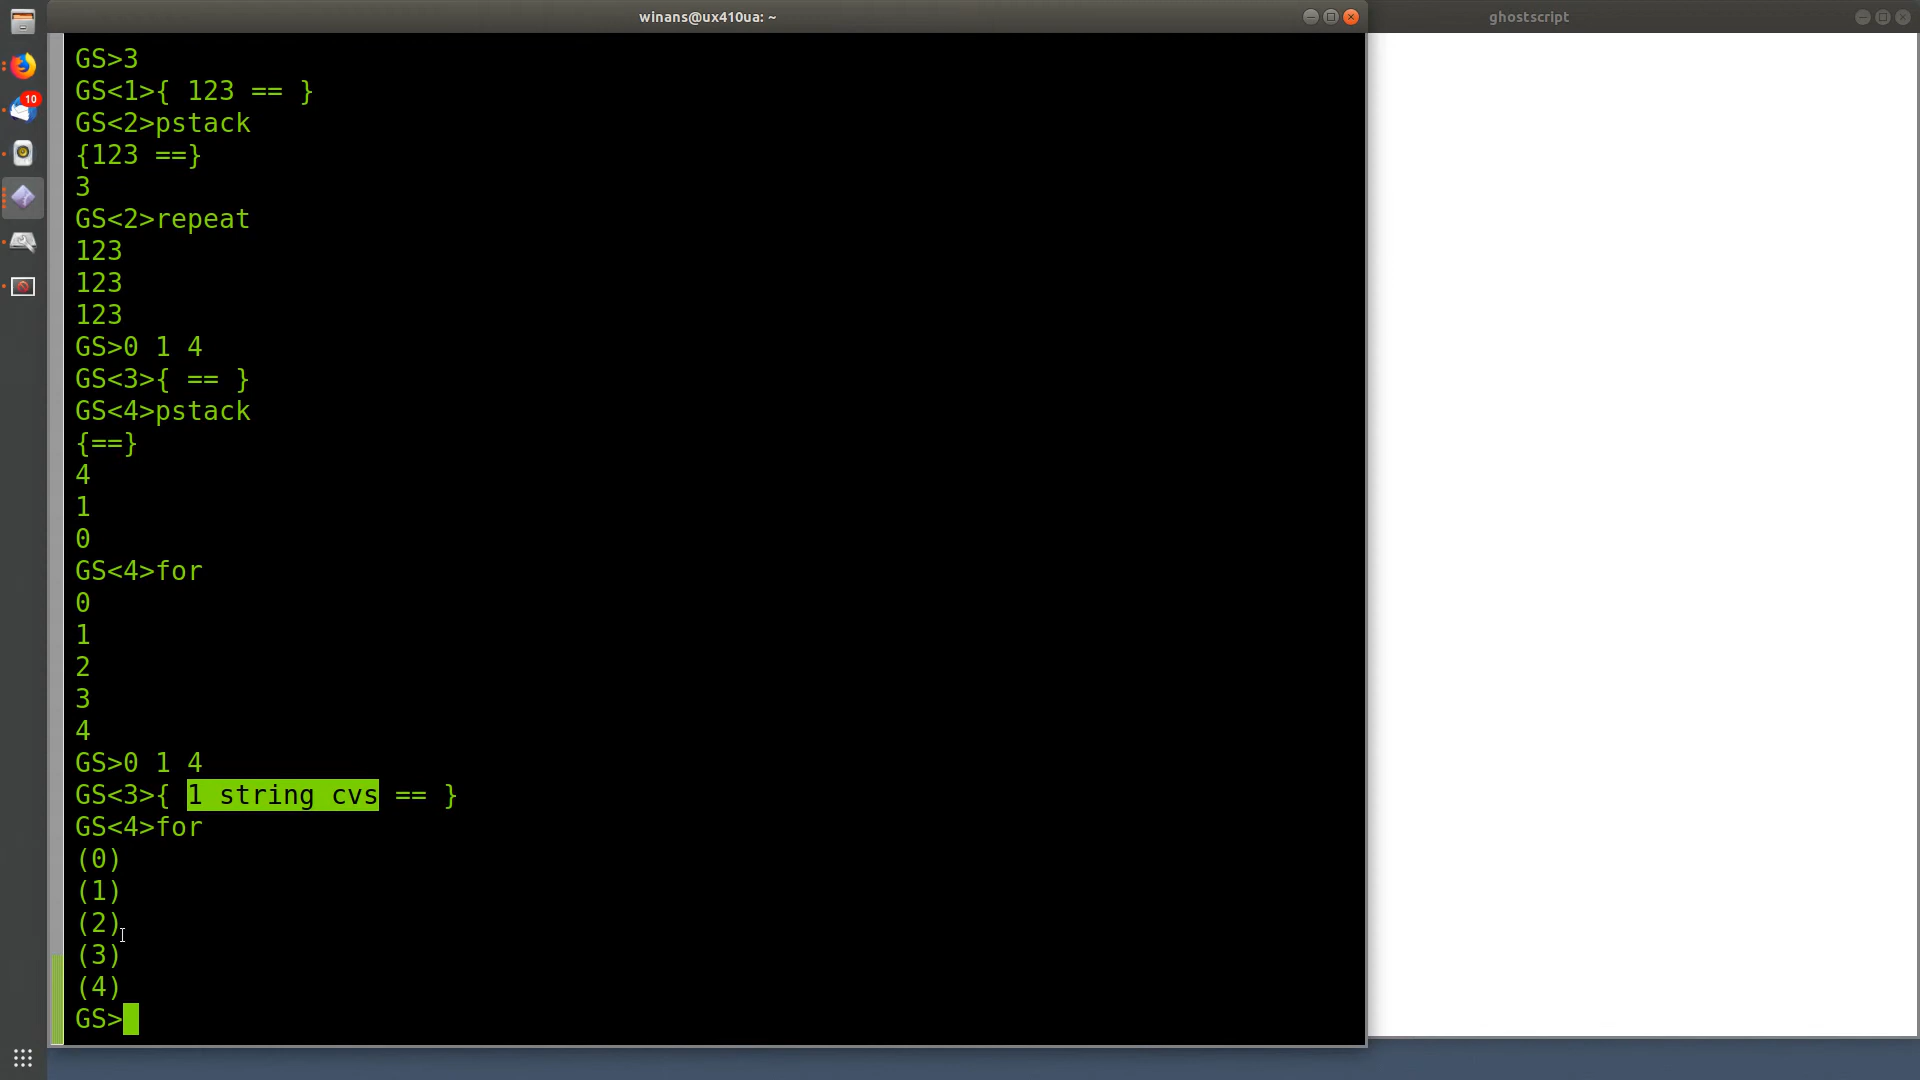 winans@ux410ua: ~
ghostscript
10
GS>3
GS<1>{ 123 == }
GS<2>pstack
{123 ==}
3
GS<2>repeat
123
123
123
GS>0 1 4
GS<3>{ == }
GS<4>pstack
{==}
4
1
0
GS<4>for
0
1
2
3
4
GS>0 1 4
GS<3>{ 1 string cvs == }
GS<4>for
(0)
(1)
(2)
(3)
(4)
GS>